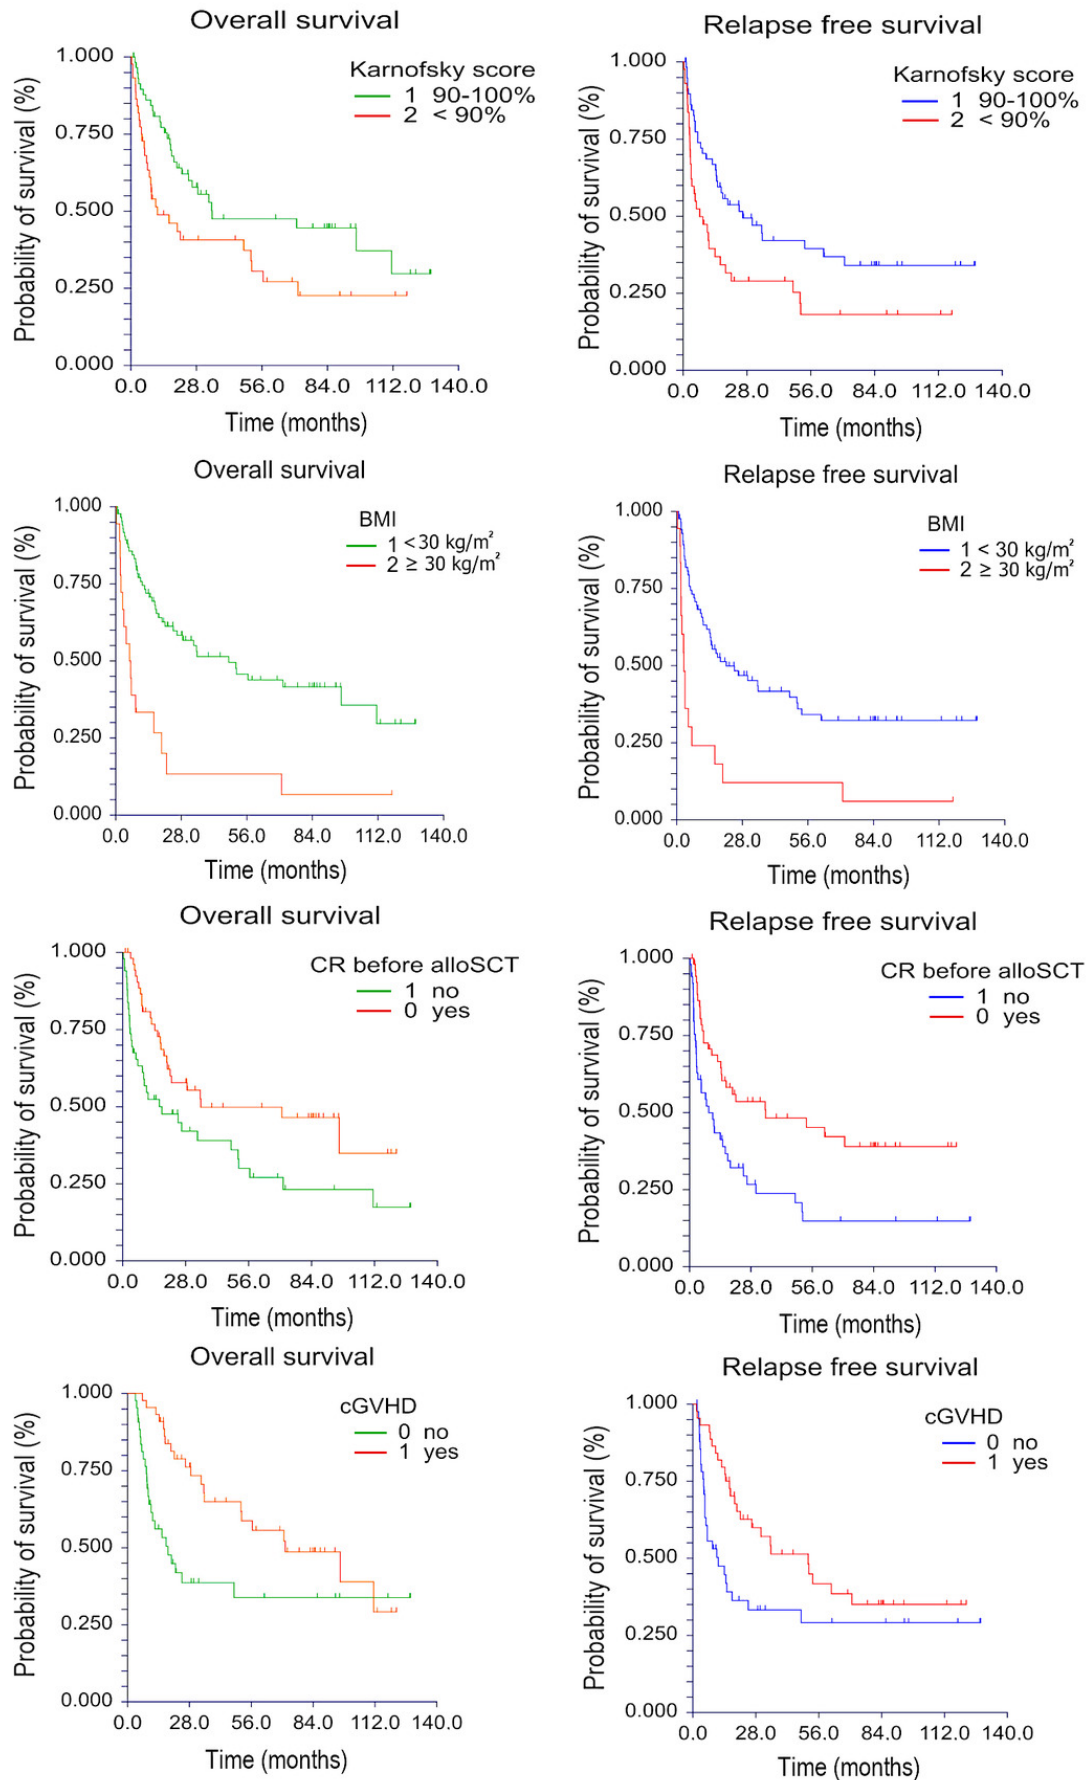 Overall survival
Probability of survival (%)
Karnofsky score
1 90-100%
2 < 90%
1.000
0.750
0.500
0.250
0.000
0.0 28.0 56.0 84.0 112.0 140.0
Time (months)
Relapse free survival
Probability of survival (%)
Karnofsky score
1 90-100%
2 < 90%
1.000
0.750
0.500
0.250
0.000
0.0 28.0 56.0 84.0 112.0 140.0
Time (months)
Overall survival
Probability of survival (%)
BMI
1 < 30 kg/m²
2 ≥ 30 kg/m²
1.000
0.750
0.500
0.250
0.000
0.0 28.0 56.0 84.0 112.0 140.0
Time (months)
Relapse free survival
Probability of survival (%)
BMI
1 < 30 kg/m²
2 ≥ 30 kg/m²
1.000
0.750
0.500
0.250
0.000
0.0 28.0 56.0 84.0 112.0 140.0
Time (months)
Overall survival
Probability of survival (%)
CR before alloSCT
1 no
0 yes
1.000
0.750
0.500
0.250
0.000
0.0 28.0 56.0 84.0 112.0 140.0
Time (months)
Relapse free survival
Probability of survival (%)
CR before alloSCT
1 no
0 yes
1.000
0.750
0.500
0.250
0.000
0.0 28.0 56.0 84.0 112.0 140.0
Time (months)
Overall survival
Probability of survival (%)
cGVHD
0 no
1 yes
1.000
0.750
0.500
0.250
0.000
0.0 28.0 56.0 84.0 112.0 140.0
Time (months)
Relapse free survival
Probability of survival (%)
cGVHD
0 no
1 yes
1.000
0.750
0.500
0.250
0.000
0.0 28.0 56.0 84.0 112.0 140.0
Time (months)